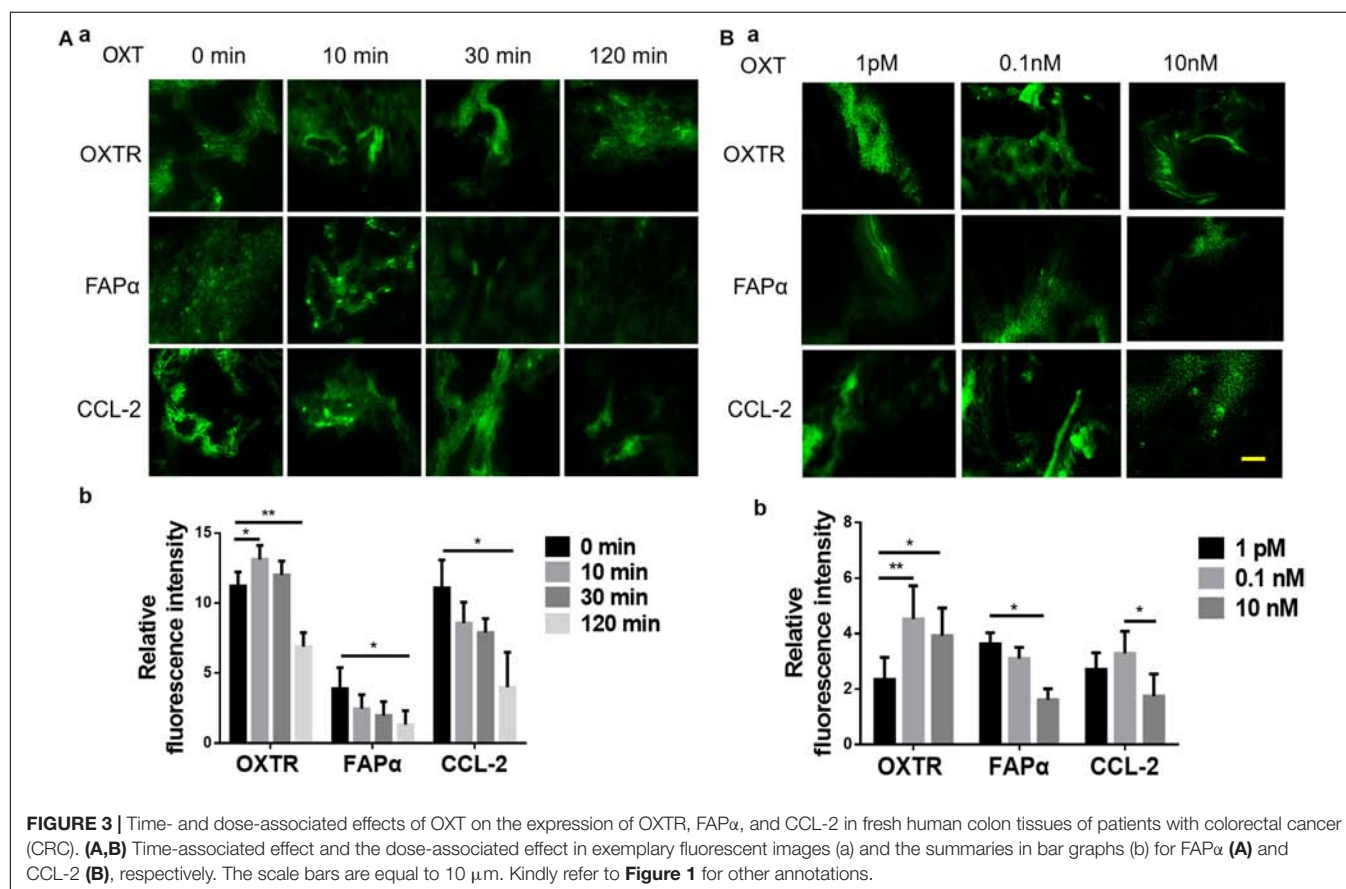 A a
OXT 0 min 10 min 30 min 120 min
OXTR
FAPα
CCL-2
b
Relative
fluorescence intensity
15
10
5
0
* ** * *
OXTR FAPα CCL-2
0 min
10 min
30 min
120 min
B a
OXT 1pM 0.1nM 10nM
OXTR
FAPα
CCL-2
b
Relative
fluorescence intensity
8
6
4
2
0
** * * *
OXTR FAPα CCL-2
1 pM
0.1 nM
10 nM
FIGURE 3 | Time- and dose-associated effects of OXT on the expression of OXTR, FAPα, and CCL-2 in fresh human colon tissues of patients with colorectal cancer
(CRC). (A,B) Time-associated effect and the dose-associated effect in exemplary fluorescent images (a) and the summaries in bar graphs (b) for FAPα (A) and
CCL-2 (B), respectively. The scale bars are equal to 10 μm. Kindly refer to Figure 1 for other annotations.